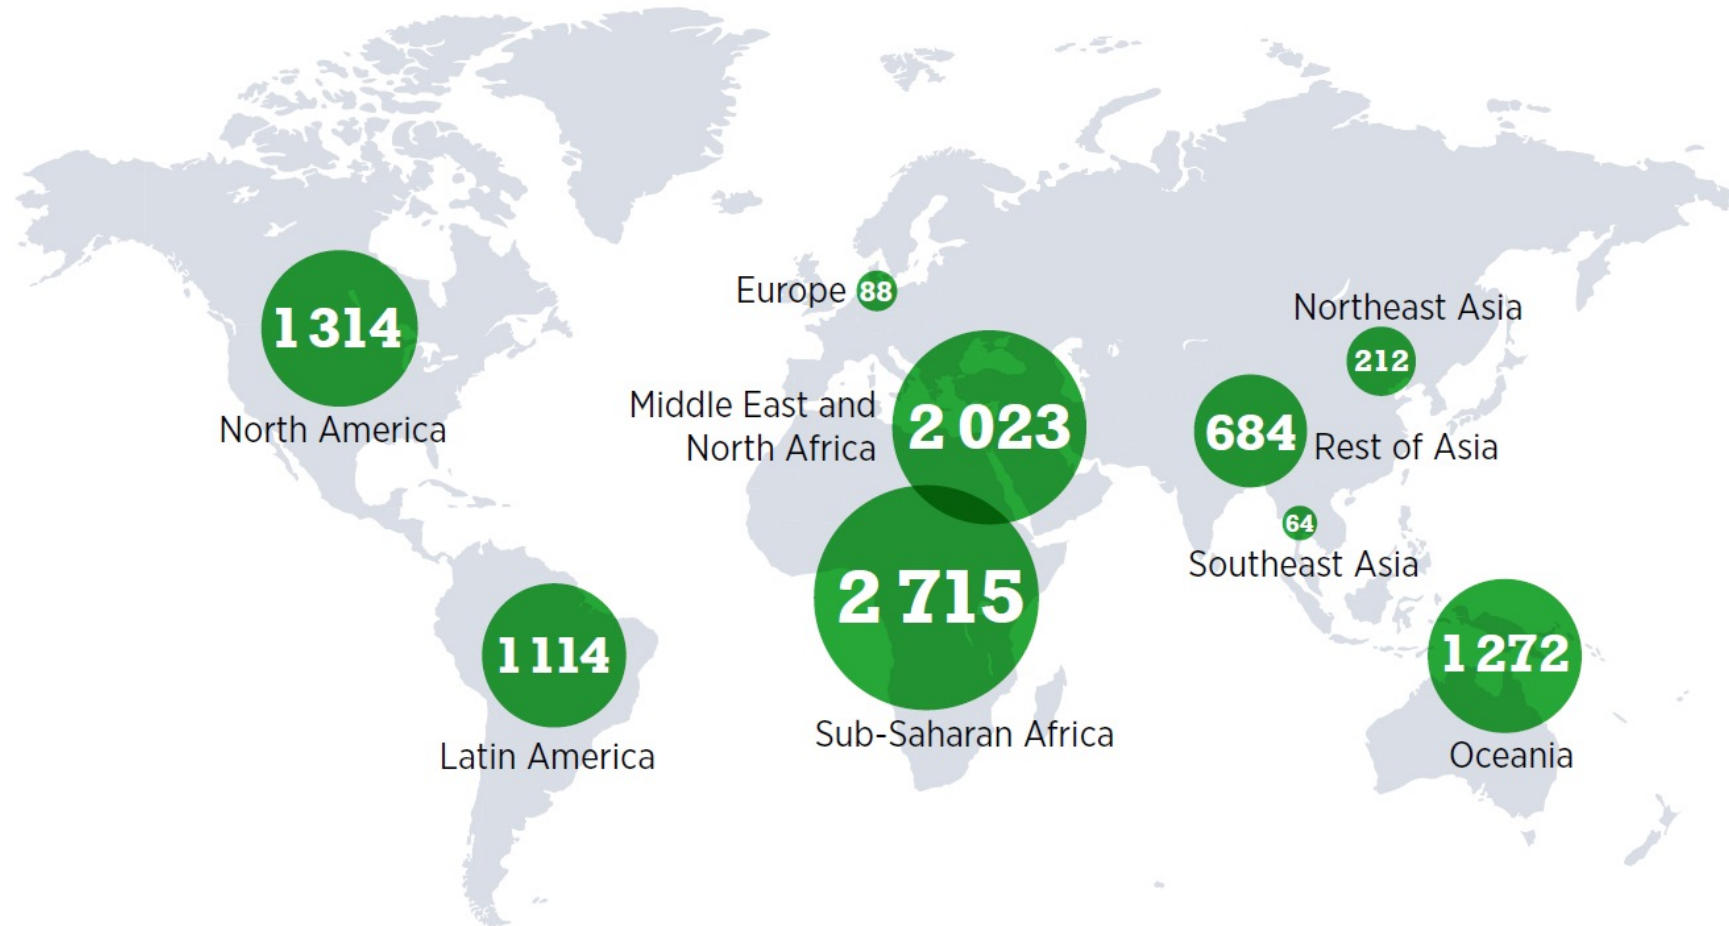 1 314
North America
Europe
88
Middle East and
North Africa
2 023
Northeast Asia
212
684
Rest of Asia
64
Southeast Asia
2 715
Sub-Saharan Africa
1 114
Latin America
1 272
Oceania